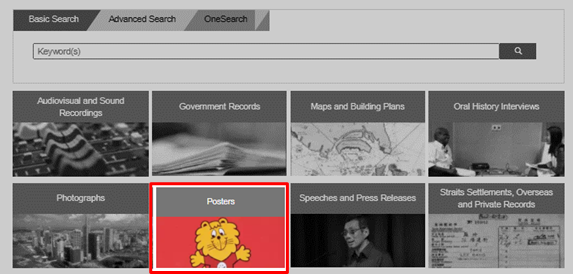 Basic Search
Advanced Search
OneSearch
Keyword(s)
Audiovisual and Sound
Recordings
Government Records
Maps and Building Plans
Oral History Interviews
Photographs
Posters
Speeches and Press Releases
Straits Settlements, Overseas
and Private Records